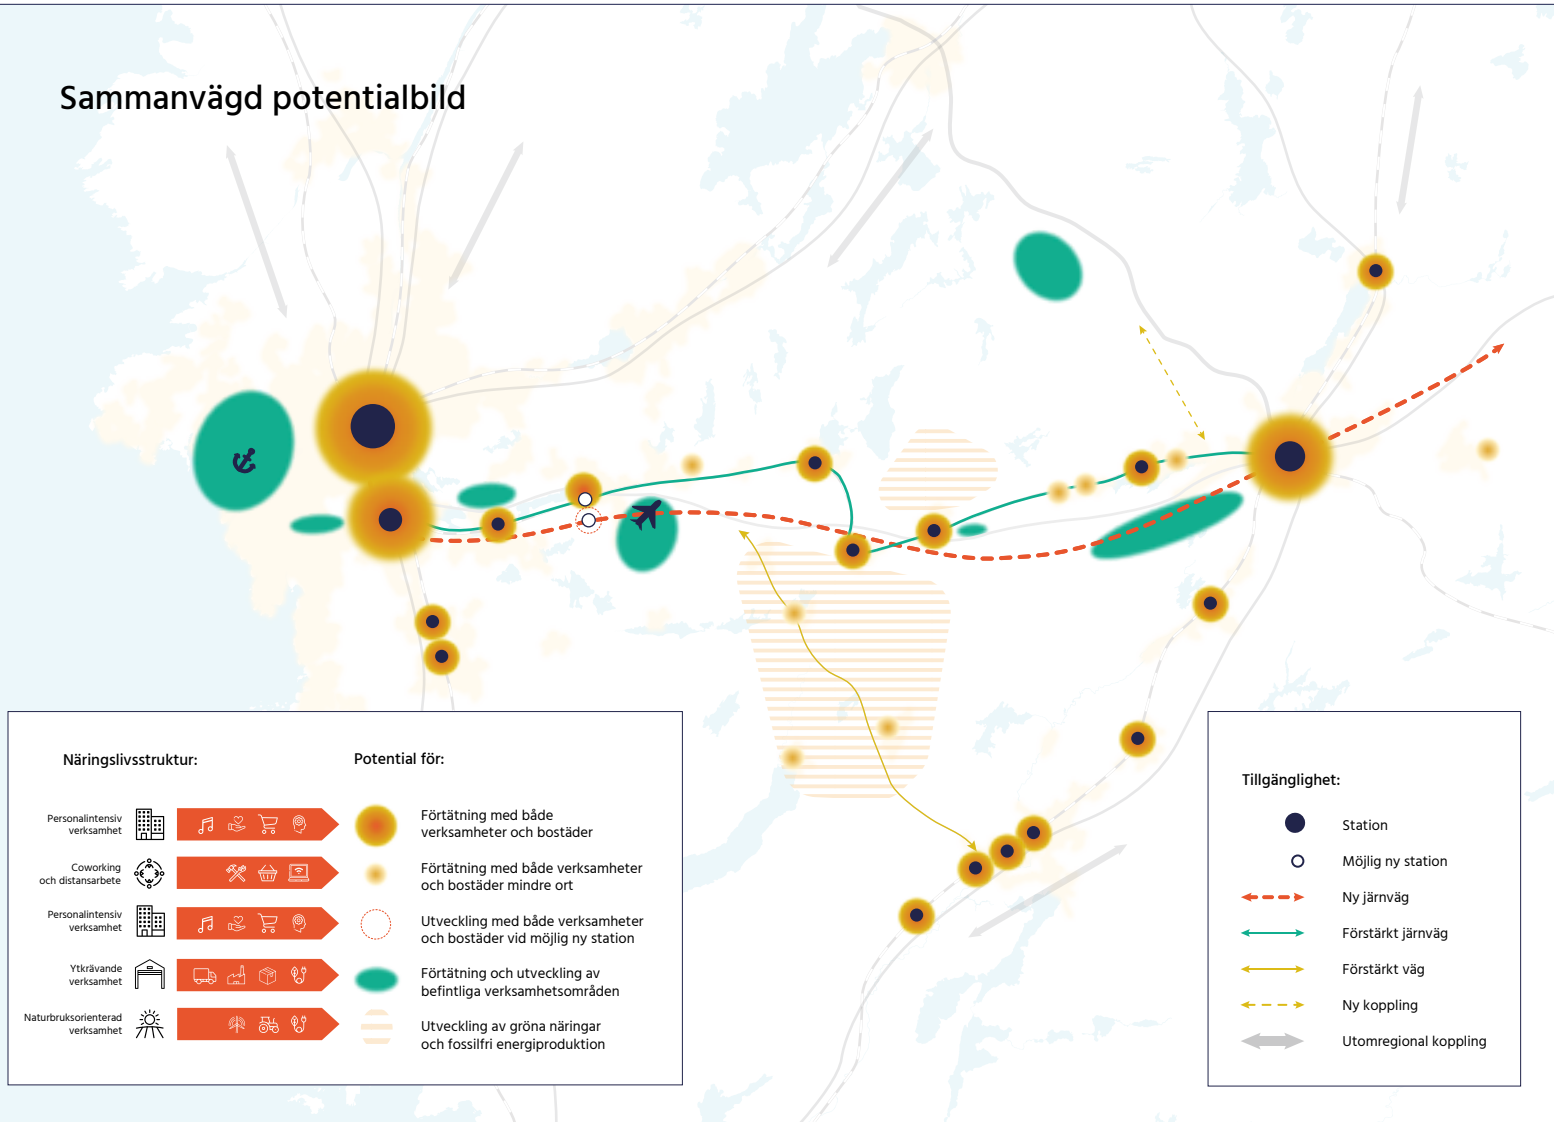 Sammanvägd potentialbild
Näringslivsstruktur:
Potential för:
Personalintensiv
verksamhet
Förtätning med både
verksamheter och bostäder
Coworking
och distansarbete
Förtätning med både verksamheter
och bostäder mindre ort
Personalintensiv
verksamhet
Utveckling med både verksamheter
och bostäder vid möjlig ny station
Ytkrävande
verksamhet
Förtätning och utveckling av
befintliga verksamhetsområden
Naturbruksorienterad
verksamhet
Utveckling av gröna näringar
och fossilfri energiproduktion
Tillgänglighet:
Station
Möjlig ny station
Ny järnväg
Förstärkt järnväg
Förstärkt väg
Ny koppling
Utomregional koppling